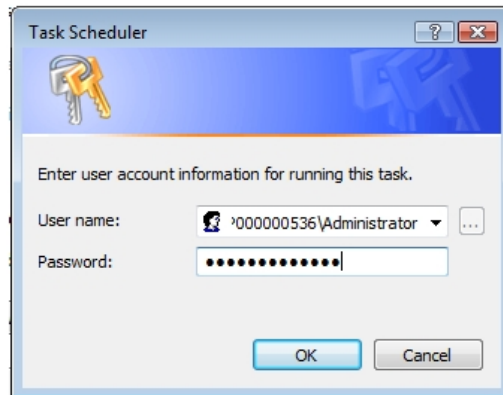 Task Scheduler
Enter user account information for running this task.
User name: 000000536\Administrator
Password: •••••••••••••
OK Cancel